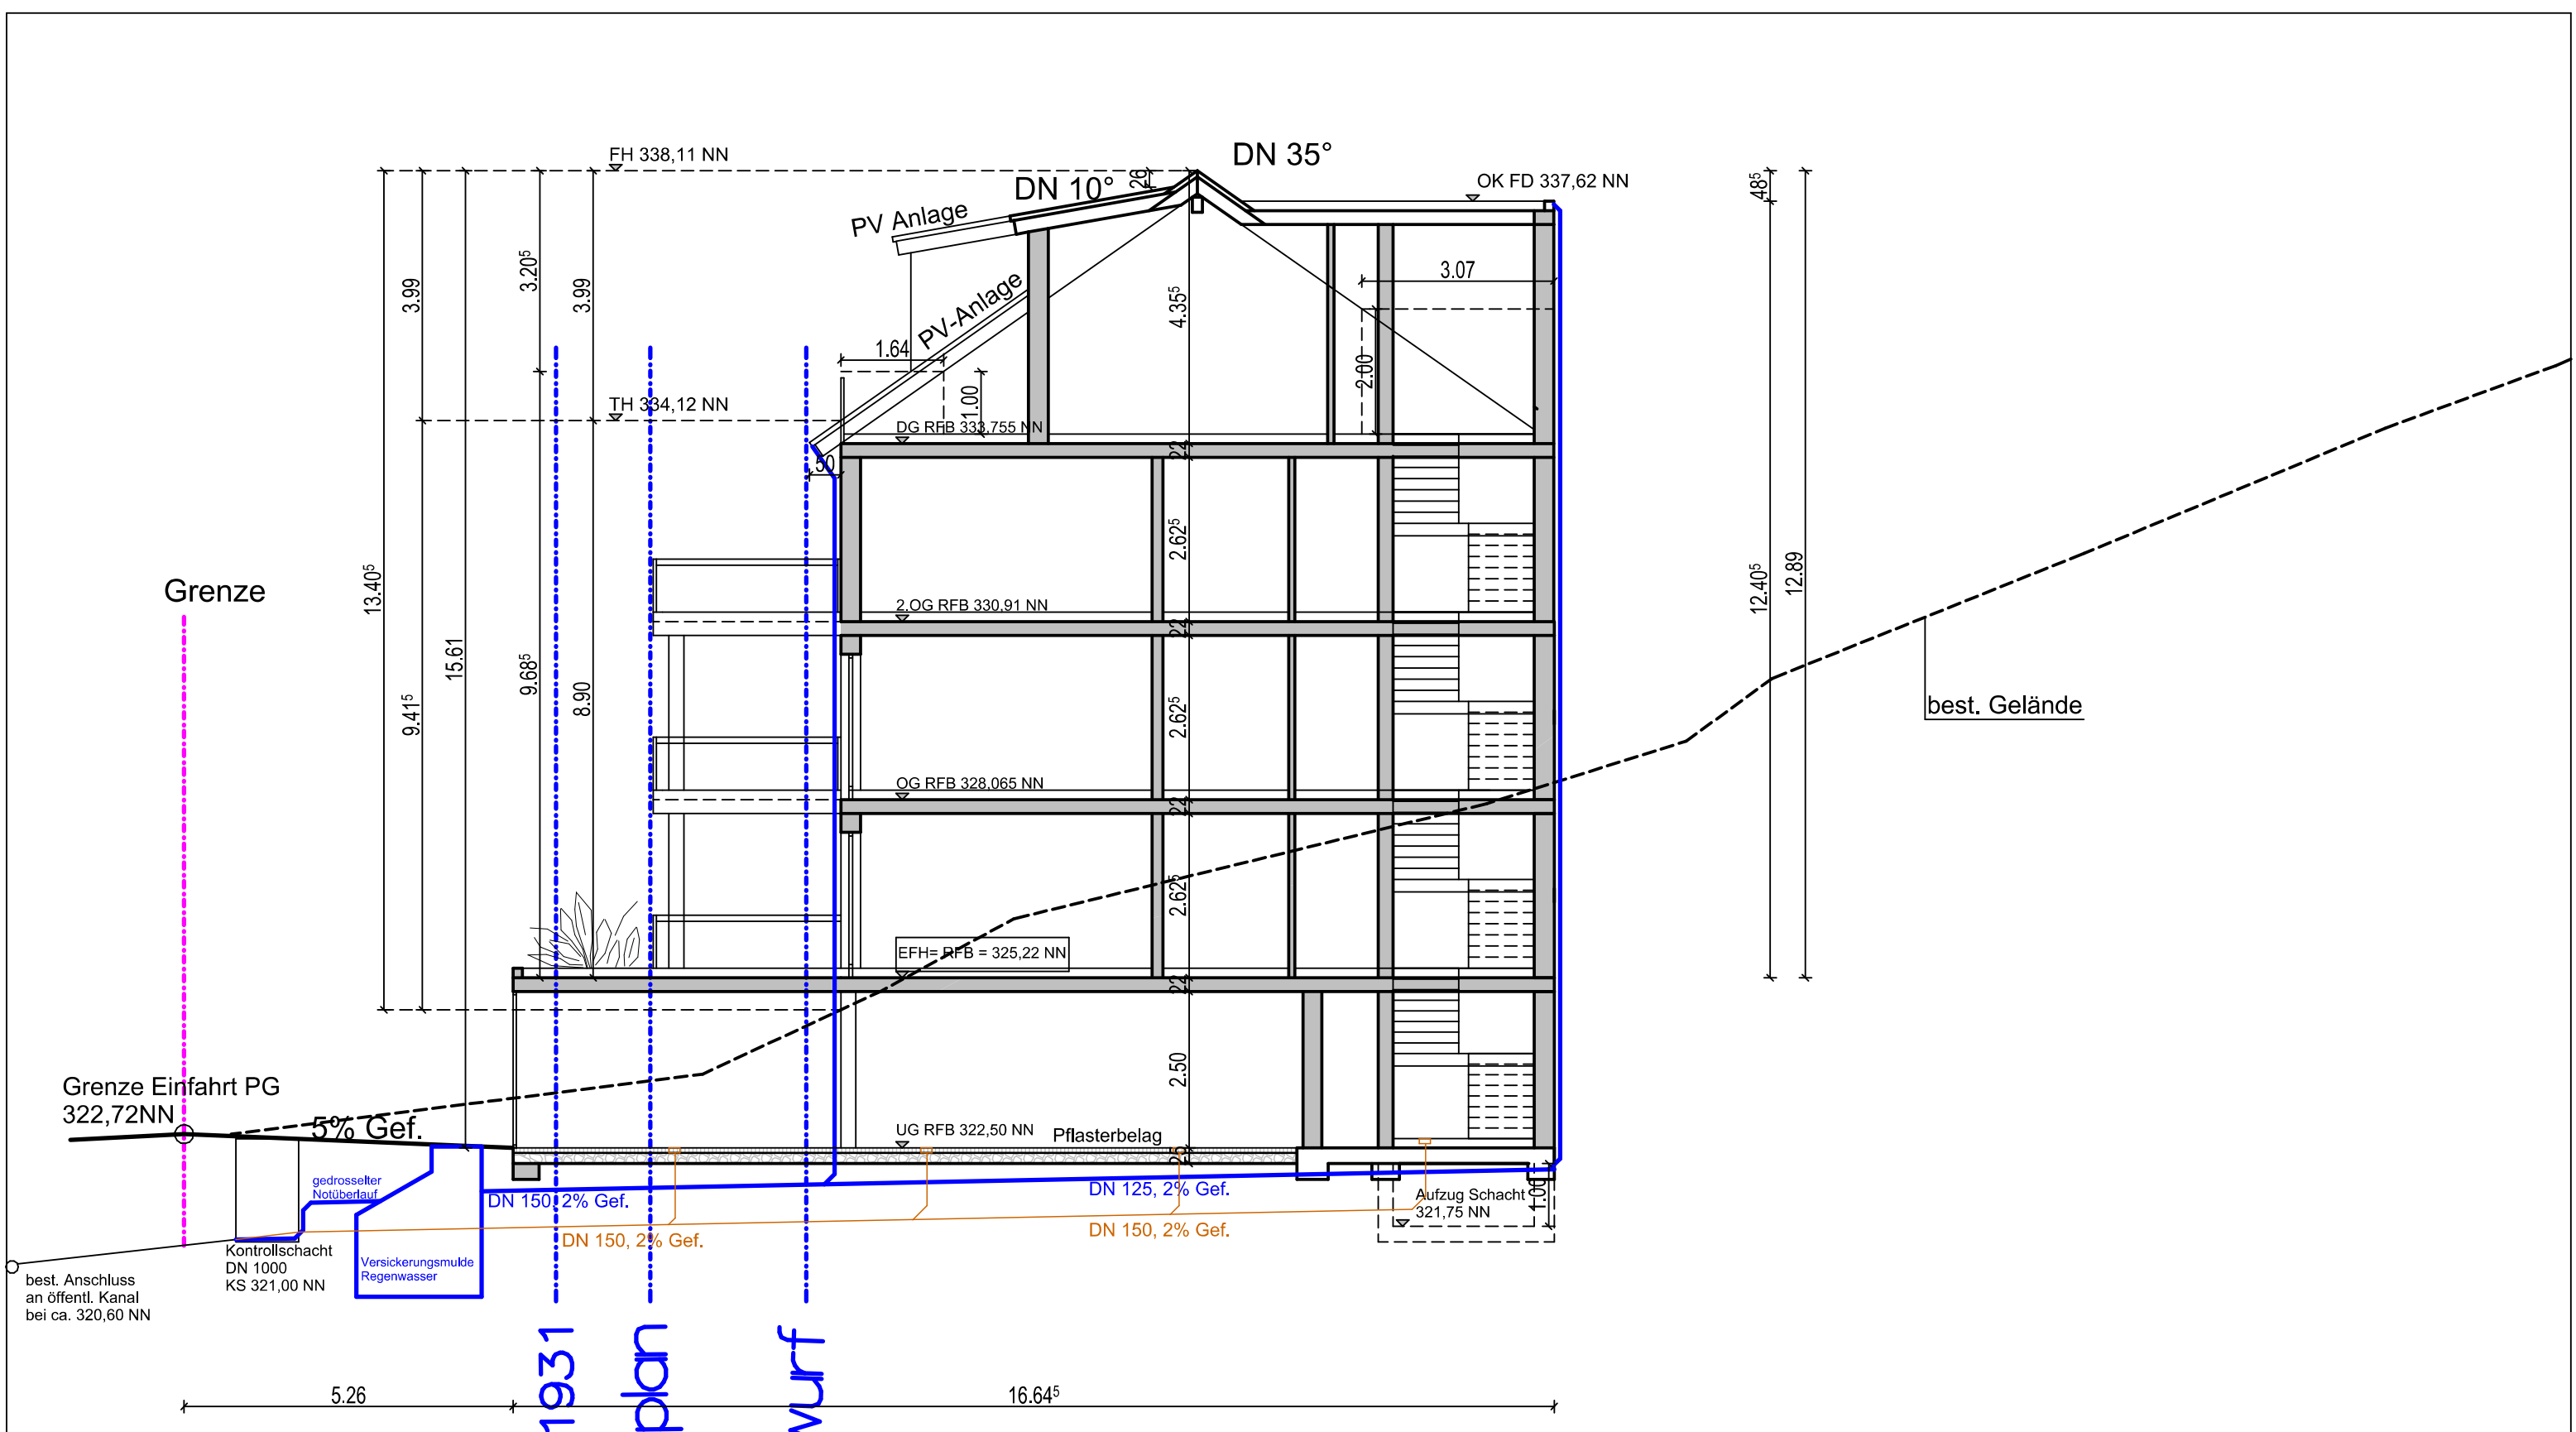 FH 338,11 NN
DN 35°
DN 10°
26
OK FD 337,62 NN
48⁵
PV Anlage
3.99
3.20⁵
3.99
PV-Anlage
4.35⁵
3.07
1.64
2.00
1.00
TH 334,12 NN
DG RFB 333,755 NN
22
50
13.40⁵
15.61
9.41⁵
9.68⁵
8.90
2.62⁵
12.40⁵
12.89
Grenze
2.OG RFB 330,91 NN
22
2.62⁵
best. Gelände
OG RFB 328,065 NN
22
2.62⁵
EFH= RFB = 325,22 NN
22
2.50
Grenze Einfahrt PG
322,72NN
5% Gef.
UG RFB 322,50 NN
Pflasterbelag
25
gedrosselter
Notüberlauf
DN 150, 2% Gef.
DN 125, 2% Gef.
Aufzug Schacht
321,75 NN
1.00
DN 150, 2% Gef.
DN 150, 2% Gef.
Kontrollschacht
DN 1000
KS 321,00 NN
Versickerungsmulde
Regenwasser
best. Anschluss
an öffentl. Kanal
bei ca. 320,60 NN
1931
plan
wurf
5.26
16.64⁵